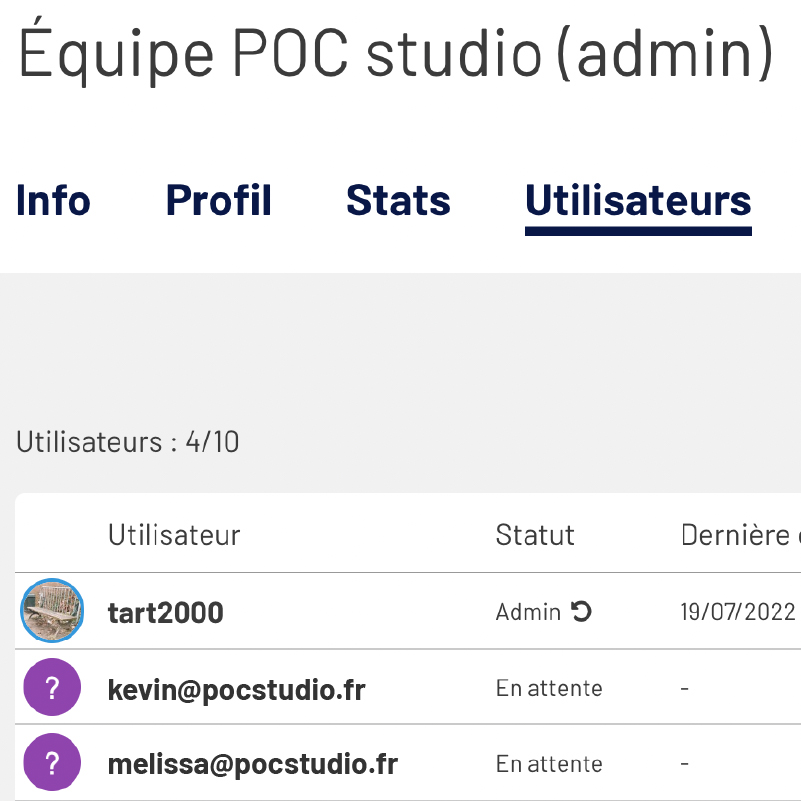 Équipe POC studio (admin)
Info Profil Stats Utilisateurs
Utilisateurs : 4/10
Utilisateur Statut Dernière
tart2000 Admin 19/07/2022
? kevin@pocstudio.fr En attente -
? melissa@pocstudio.fr En attente -